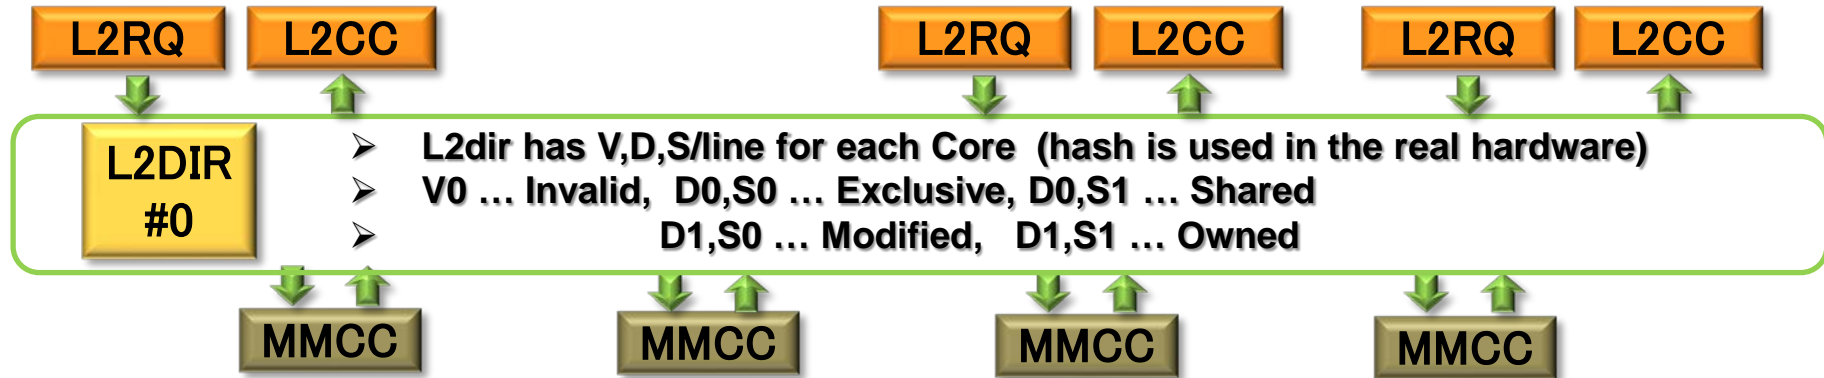 L2RQ L2CC L2RQ L2CC L2RQ L2CC
L2DIR
#0
➢ L2dir has V,D,S/line for each Core (hash is used in the real hardware)
➢ V0 … Invalid, D0,S0 … Exclusive, D0,S1 … Shared
➢ D1,S0 … Modified, D1,S1 … Owned
MMCC MMCC MMCC MMCC